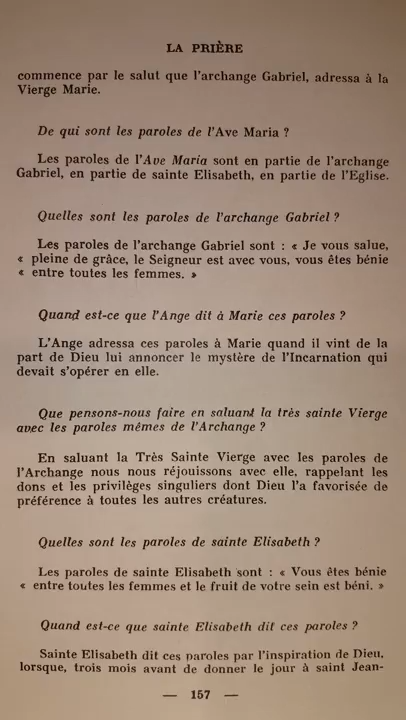 LA PRIÈRE
commence par le salut que l'archange Gabriel, adressa à la
Vierge Marie.
De qui sont les paroles de l'Ave Maria ?
Les paroles de l'Ave Maria sont en partie de l'archange
Gabriel, en partie de sainte Elisabeth, en partie de l'Eglise.
Quelles sont les paroles de l'archange Gabriel ?
Les paroles de l'archange Gabriel sont : « Je vous salue,
« pleine de grâce, le Seigneur est avec vous, vous êtes bénie
« entre toutes les femmes. »
Quand est-ce que l'Ange dit à Marie ces paroles ?
L'Ange adressa ces paroles à Marie quand il vint de la
part de Dieu lui annoncer le mystère de l'Incarnation qui
devait s'opérer en elle.
Que pensons-nous faire en saluant la très sainte Vierge
avec les paroles mêmes de l'Archange ?
En saluant la Très Sainte Vierge avec les paroles de
l'Archange nous nous réjouissons avec elle, rappelant les
dons et les privilèges singuliers dont Dieu l'a favorisée de
préférence à toutes les autres créatures.
Quelles sont les paroles de sainte Elisabeth ?
Les paroles de sainte Elisabeth sont : « Vous êtes bénie
« entre toutes les femmes et le fruit de votre sein est béni. »
Quand est-ce que sainte Elisabeth dit ces paroles ?
Sainte Elisabeth dit ces paroles par l'inspiration de Dieu,
lorsque, trois mois avant de donner le jour à saint Jean-
— 157 —